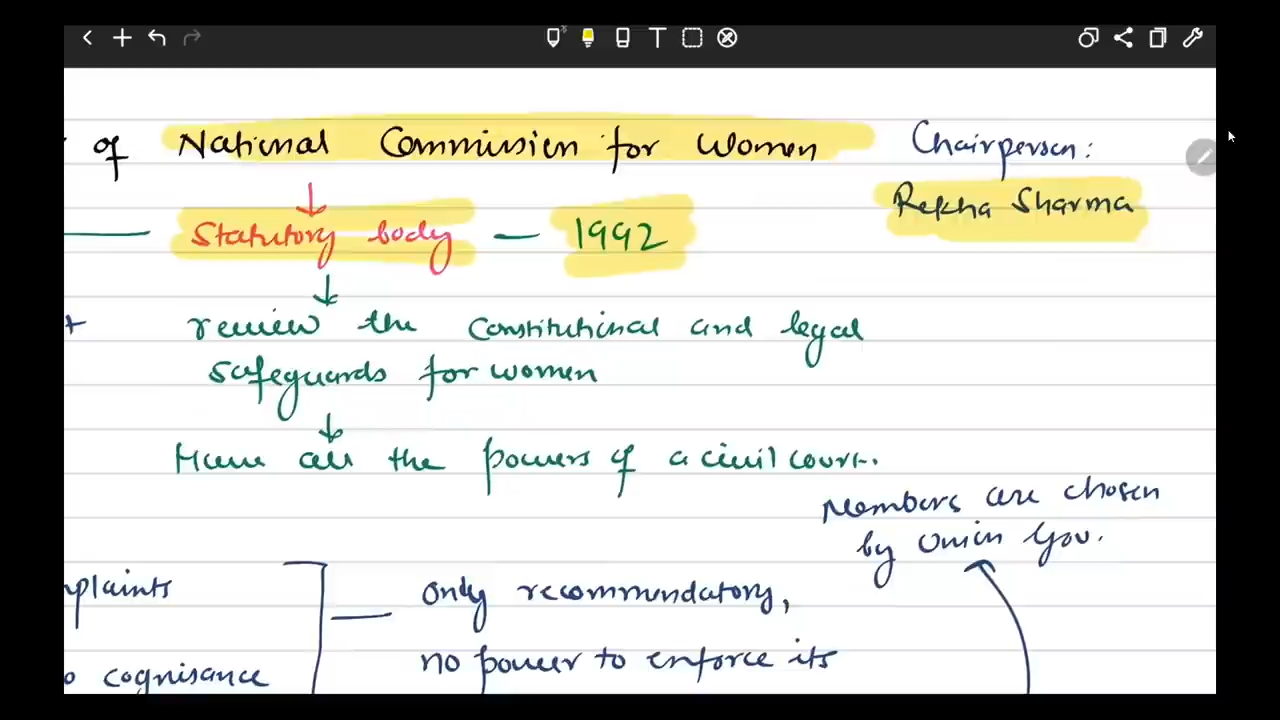 of National Commission for Women
Chairperson:
Rekha Sharma
Statutory body — 1992
review the Constitutional and legal
safeguards for women
Have all the powers of a civil court.
Members are chosen
by Union Gov.
mplaints
Only recommendatory,
no power to enforce its
o cognisance